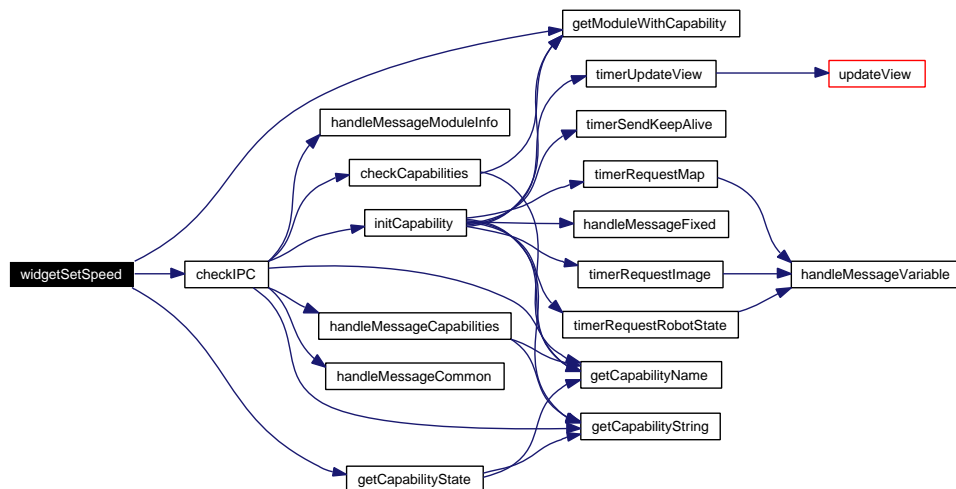 getModuleWithCapability
timerUpdateView
updateView
handleMessageModuleInfo
timerSendKeepAlive
checkCapabilities
timerRequestMap
initCapability
handleMessageFixed
widgetSetSpeed
checkIPC
timerRequestImage
handleMessageVariable
handleMessageCapabilities
timerRequestRobotState
handleMessageCommon
getCapabilityName
getCapabilityString
getCapabilityState